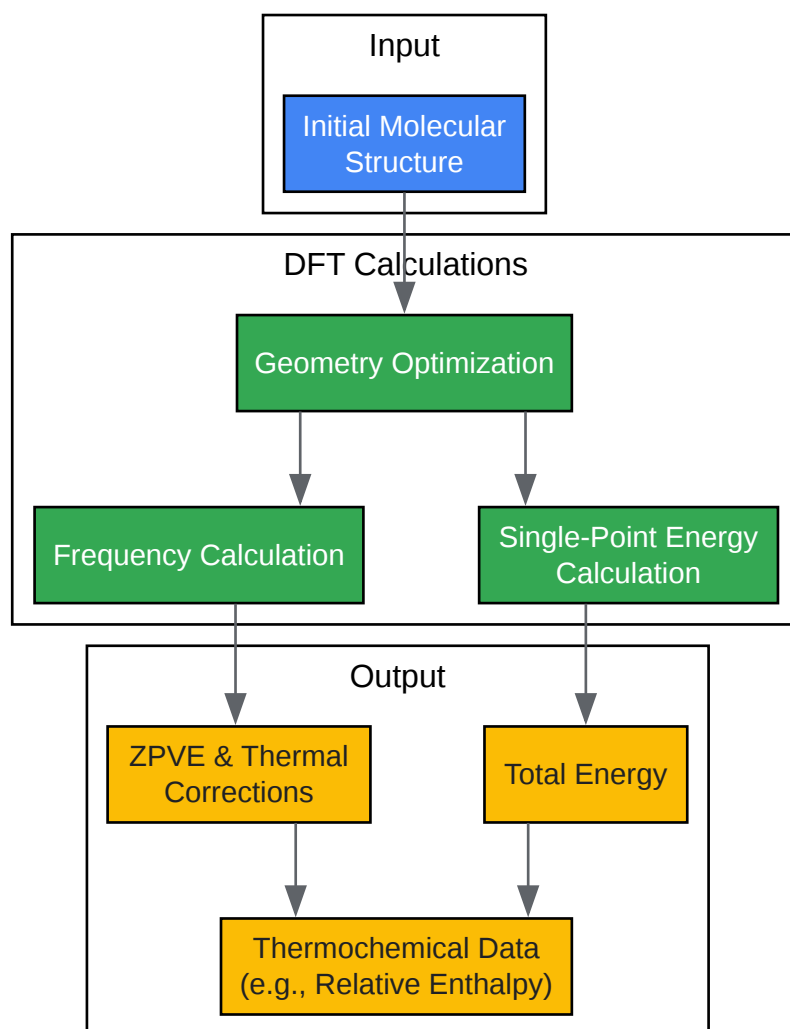 Input
Initial Molecular
Structure
DFT Calculations
Geometry Optimization
Frequency Calculation
Single-Point Energy
Calculation
Output
ZPVE & Thermal
Corrections
Total Energy
Thermochemical Data
(e.g., Relative Enthalpy)